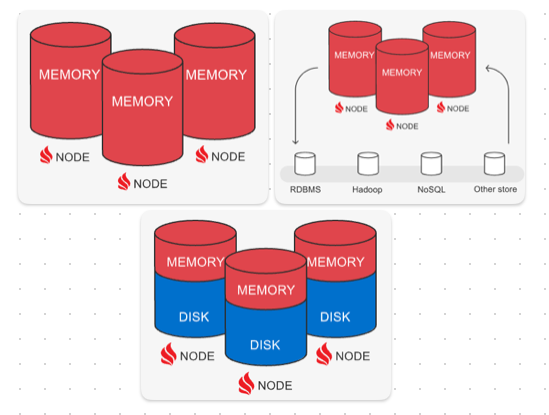 MEMORY
MEMORY
MEMORY
NODE
NODE
NODE
MEMORY
MEMORY
MEMORY
NODE
NODE
NODE
RDBMS
Hadoop
NoSQL
Other store
MEMORY
MEMORY
MEMORY
DISK
DISK
DISK
NODE
NODE
NODE